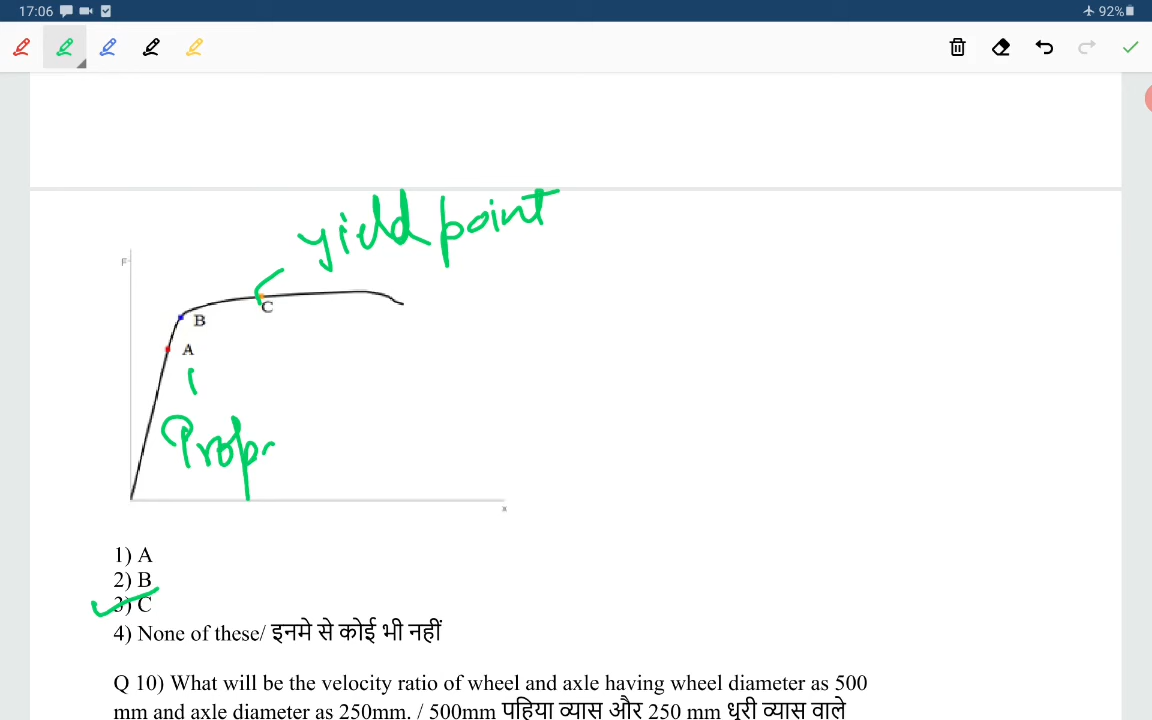 17:06
92%
yield point
F
C
B
A
Prop
x
1) A
2) B
3) C
4) None of these/ इनमे से कोई भी नहीं
Q 10) What will be the velocity ratio of wheel and axle having wheel diameter as 500
mm and axle diameter as 250mm. / 500mm पहिया व्यास और 250 mm धूरी व्यास वाले